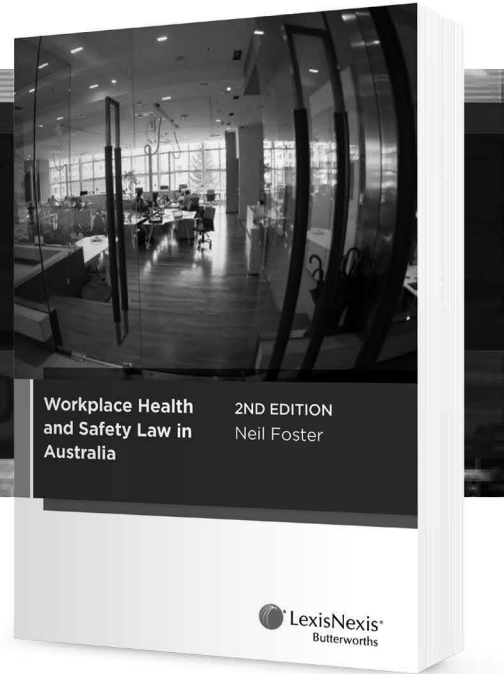 Workplace Health
and Safety Law in
Australia
2ND EDITION
Neil Foster
LexisNexis®
Butterworths